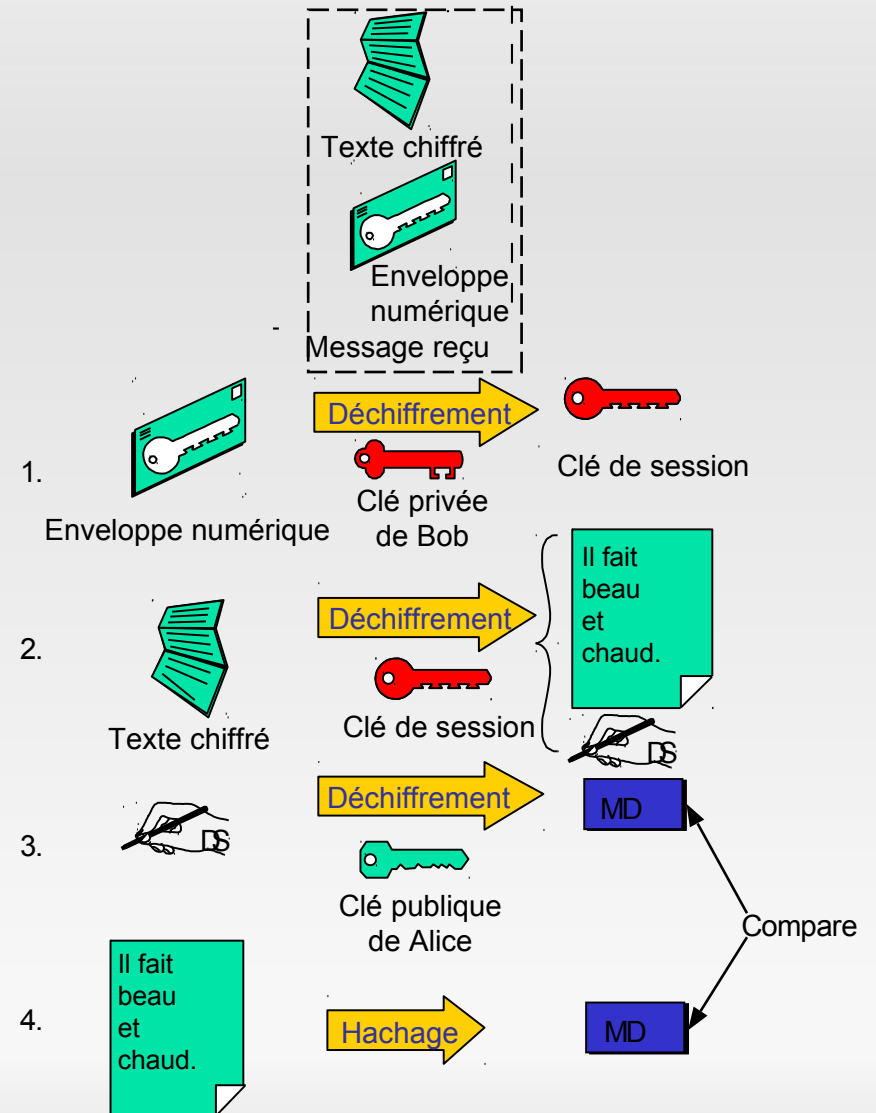 Texte chiffré
Enveloppe
numérique
Message reçu
1.
Enveloppe numérique
Déchiffrement
Clé privée
de Bob
Clé de session
2.
Texte chiffré
Déchiffrement
Clé de session
Il fait
beau
et
chaud.
DS
3.
DS
Déchiffrement
Clé publique
de Alice
MD
Compare
4.
Il fait
beau
et
chaud.
Hachage
MD